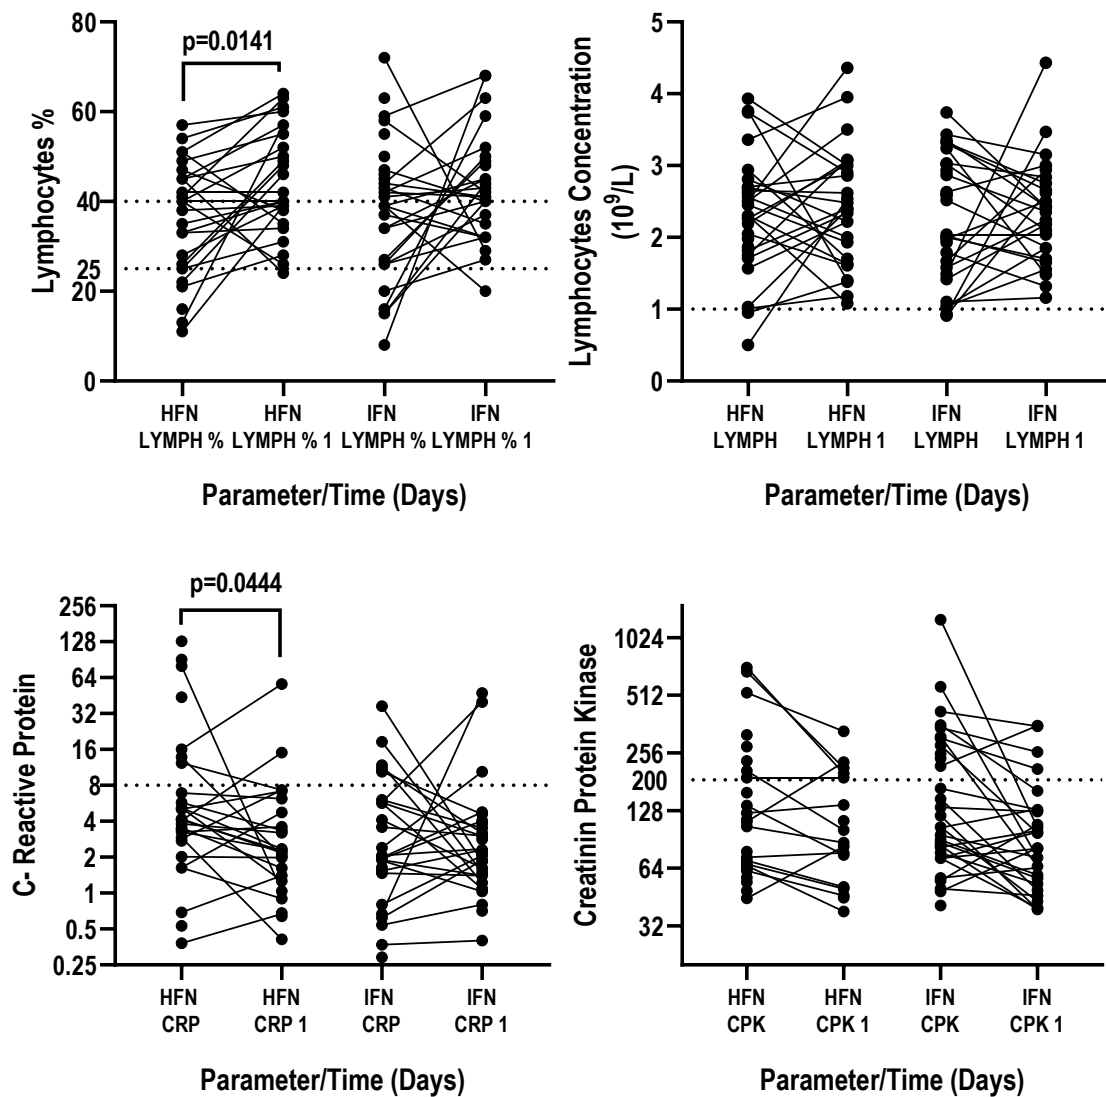 p=0.0141
Lymphocytes %
80
60
40
25
20
0
HFN
LYMPH %
HFN
LYMPH % 1
IFN
LYMPH %
IFN
LYMPH % 1
Parameter/Time (Days)
Lymphocytes Concentration
(10⁹/L)
5
4
3
2
1
0
HFN
LYMPH
HFN
LYMPH 1
IFN
LYMPH
IFN
LYMPH 1
Parameter/Time (Days)
p=0.0444
C- Reactive Protein
256
128
64
32
16
8
4
2
1
0.5
0.25
HFN
CRP
HFN
CRP 1
IFN
CRP
IFN
CRP 1
Parameter/Time (Days)
Creatinin Protein Kinase
1024
512
256
200
128
64
32
HFN
CPK
HFN
CPK 1
IFN
CPK
IFN
CPK 1
Parameter/Time (Days)